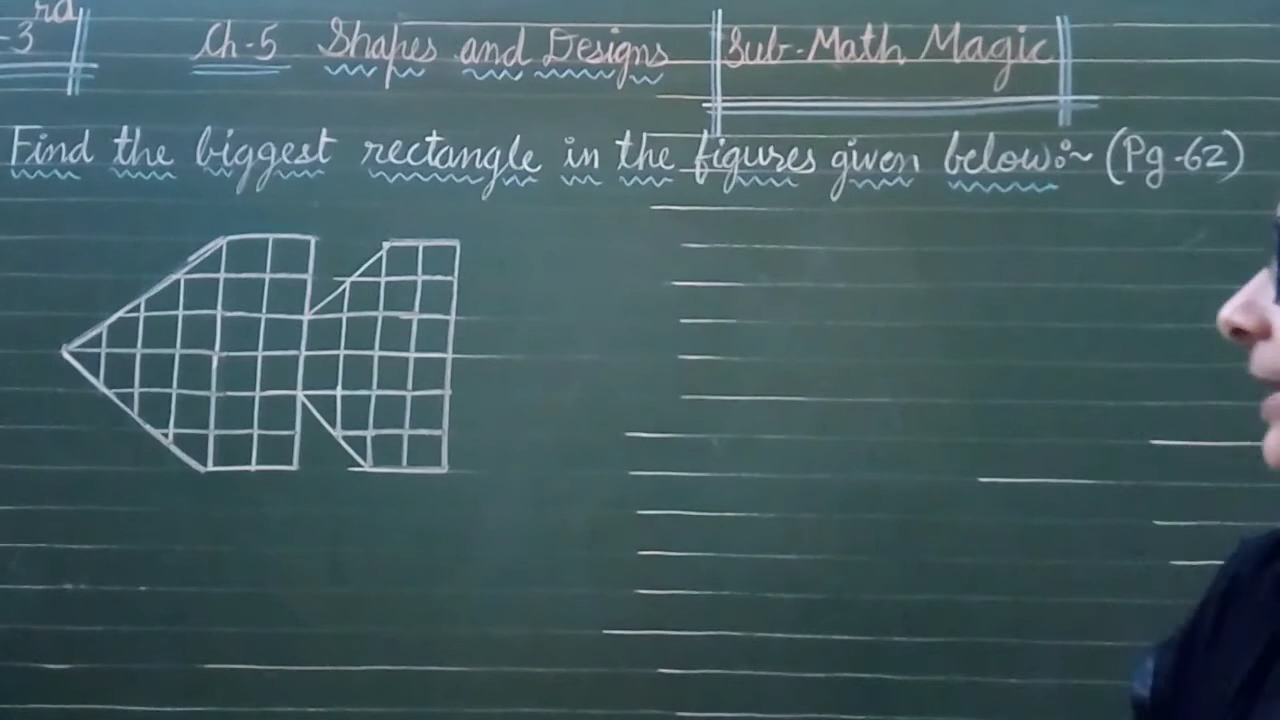 -3rd Ch-5 Shapes and Designs Sub-Math Magic
Find the biggest rectangle in the figures given below:~ (Pg-62)